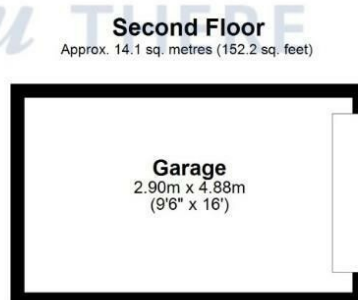 u THERE
Second Floor
Approx. 14.1 sq. metres (152.2 sq. feet)
Garage
2.90m x 4.88m
(9'6" x 16')